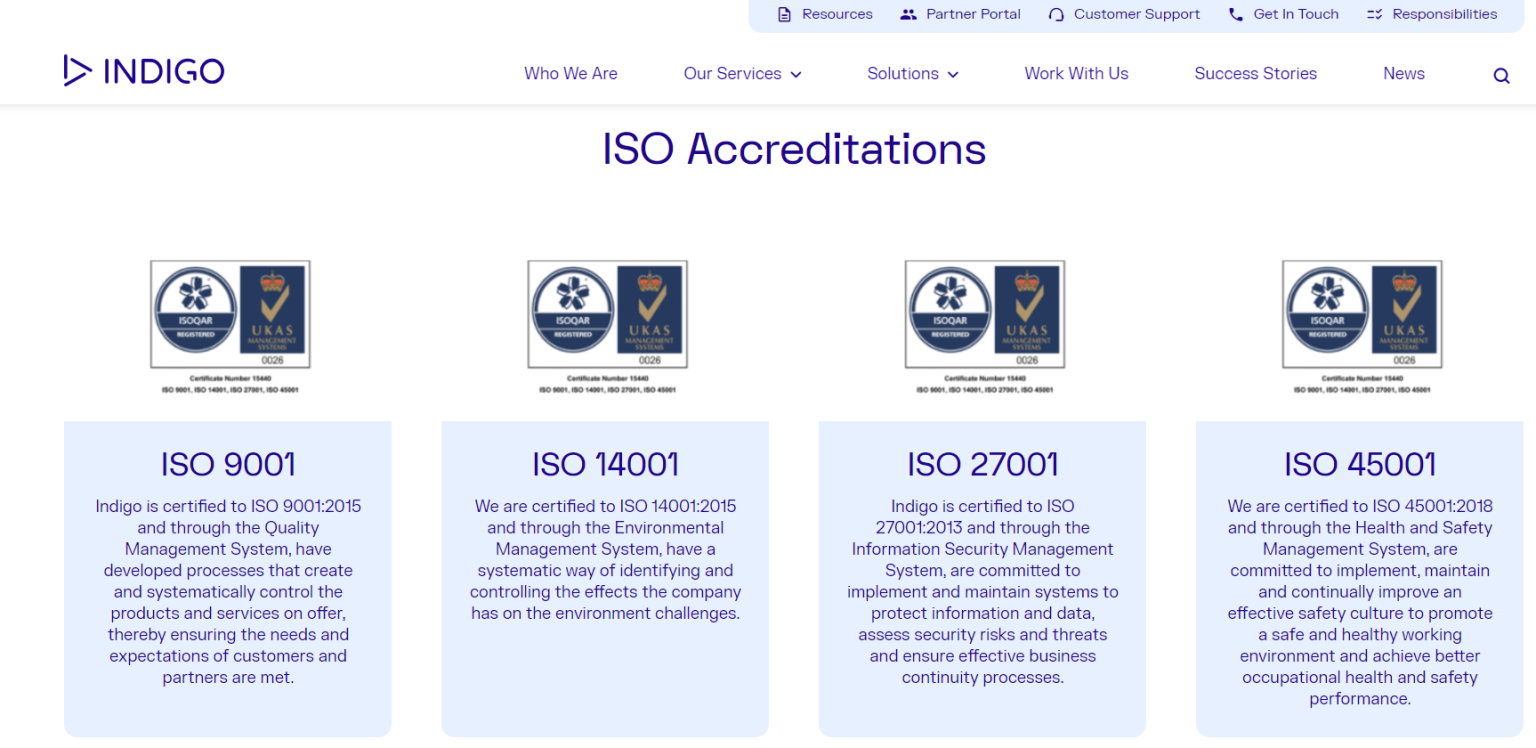 Resources
Partner Portal
Customer Support
Get In Touch
Responsibilities
INDIGO
Who We Are
Our Services
Solutions
Work With Us
Success Stories
News
ISO Accreditations
ISOQAR
REGISTERED
UKAS
MANAGEMENT
SYSTEMS
0026
Certificate Number 15440
ISO 9001, ISO 14001, ISO 27001, ISO 45001
ISOQAR
REGISTERED
UKAS
MANAGEMENT
SYSTEMS
0026
Certificate Number 15440
ISO 9001, ISO 14001, ISO 27001, ISO 45001
ISOQAR
REGISTERED
UKAS
MANAGEMENT
SYSTEMS
0026
Certificate Number 15440
ISO 9001, ISO 14001, ISO 27001, ISO 45001
ISOQAR
REGISTERED
UKAS
MANAGEMENT
SYSTEMS
0026
Certificate Number 15440
ISO 9001, ISO 14001, ISO 27001, ISO 45001
ISO 9001
Indigo is certified to ISO 9001:2015
and through the Quality
Management System, have
developed processes that create
and systematically control the
products and services on offer,
thereby ensuring the needs and
expectations of customers and
partners are met.
ISO 14001
We are certified to ISO 14001:2015
and through the Environmental
Management System, have a
systematic way of identifying and
controlling the effects the company
has on the environment challenges.
ISO 27001
Indigo is certified to ISO
27001:2013 and through the
Information Security Management
System, are committed to
implement and maintain systems to
protect information and data,
assess security risks and threats
and ensure effective business
continuity processes.
ISO 45001
We are certified to ISO 45001:2018
and through the Health and Safety
Management System, are
committed to implement, maintain
and continually improve an
effective safety culture to promote
a safe and healthy working
environment and achieve better
occupational health and safety
performance.